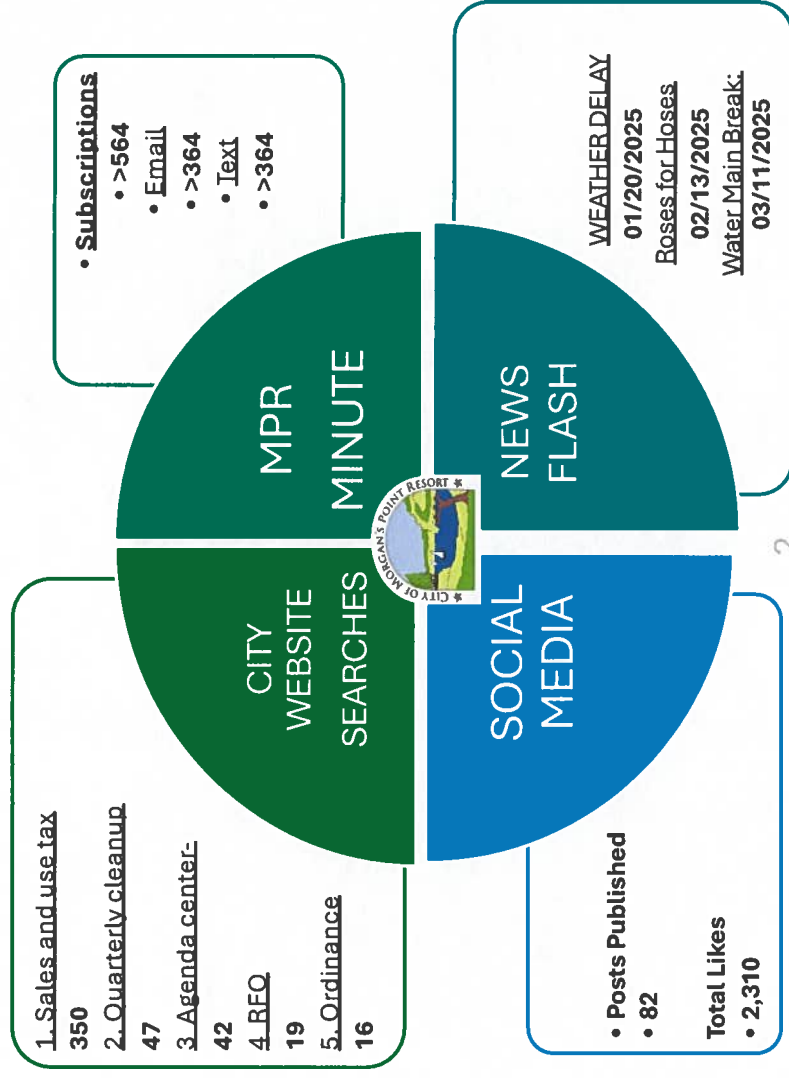 1. Sales and use tax
350
2. Quarterly cleanup
47
3 Agenda center-
42
4 RFQ
19
5. Ordinance
16
CITY
WEBSITE
SEARCHES
MPR
MINUTE
• Subscriptions
• >564
• Email
• >364
• Text
• >364
★ CITY OF MORGAN'S POINT RESORT ★
• Posts Published
• 82
Total Likes
• 2,310
SOCIAL
MEDIA
NEWS
FLASH
WEATHER DELAY
01/20/2025
Roses for Hoses
02/13/2025
Water Main Break:
03/11/2025
2